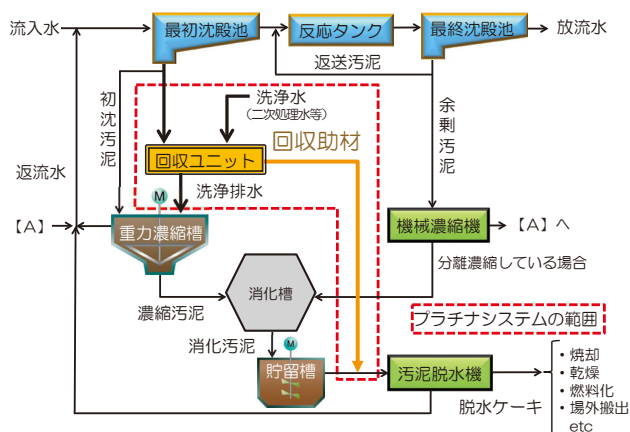 流入水
最初沈殿池
反応タンク
最終沈殿池
放流水
返送汚泥
初沈汚泥
洗浄水
(二次処理水等)
回収助材
余剰汚泥
返流水
回収ユニット
洗浄排水
M
【A】
重力濃縮槽
機械濃縮機
【A】へ
分離濃縮している場合
消化槽
濃縮汚泥
プラチナシステムの範囲
消化汚泥
M
貯留槽
汚泥脱水機
・焼却
・乾燥
・燃料化
・場外搬出
etc
脱水ケーキ